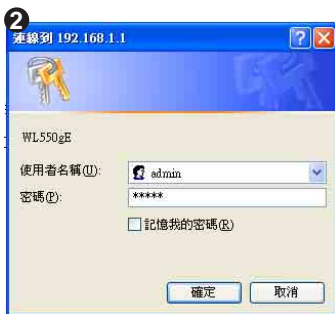 2
連線到 192.168.1.1
WL550gE
使用者名稱(U):
admin
密碼(P):
*****
記憶我的密碼(R)
確定
取消